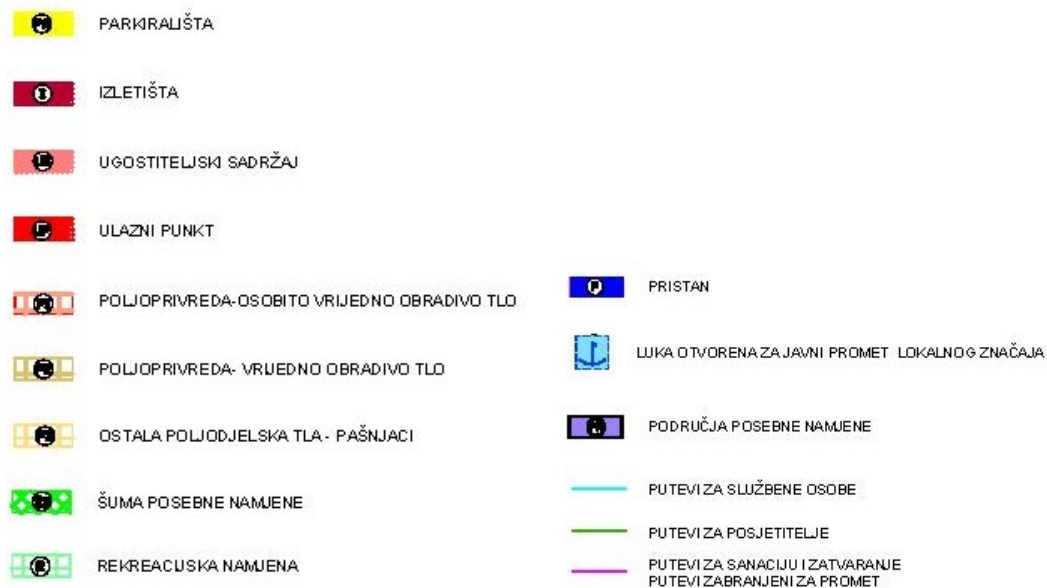 PARKIRALIŠTA
IZLETIŠTA
UGOSTITELJSKI SADRŽAJ
ULAZNI PUNKT
POLJOPRIVREDA-OSOBITO VRIJEDNO OBRADIVO TLO
POLJOPRIVREDA- VRIJEDNO OBRADIVO TLO
OSTALA POLJODJELSKA TLA - PAŠNJACI
ŠUMA POSEBNE NAMJENE
REKREACIJSKA NAMJENA
PRISTAN
LUKA OTVORENA ZA JAVNI PROMET LOKALNOG ZNAČAJA
PODRUČJA POSEBNE NAMJENE
PUTEVI ZA SLUŽBENE OSOBE
PUTEVI ZA POSJETITELJE
PUTEVI ZA SANACIJU I ZATVARANJE
PUTEVI ZABRANJENI ZA PROMET